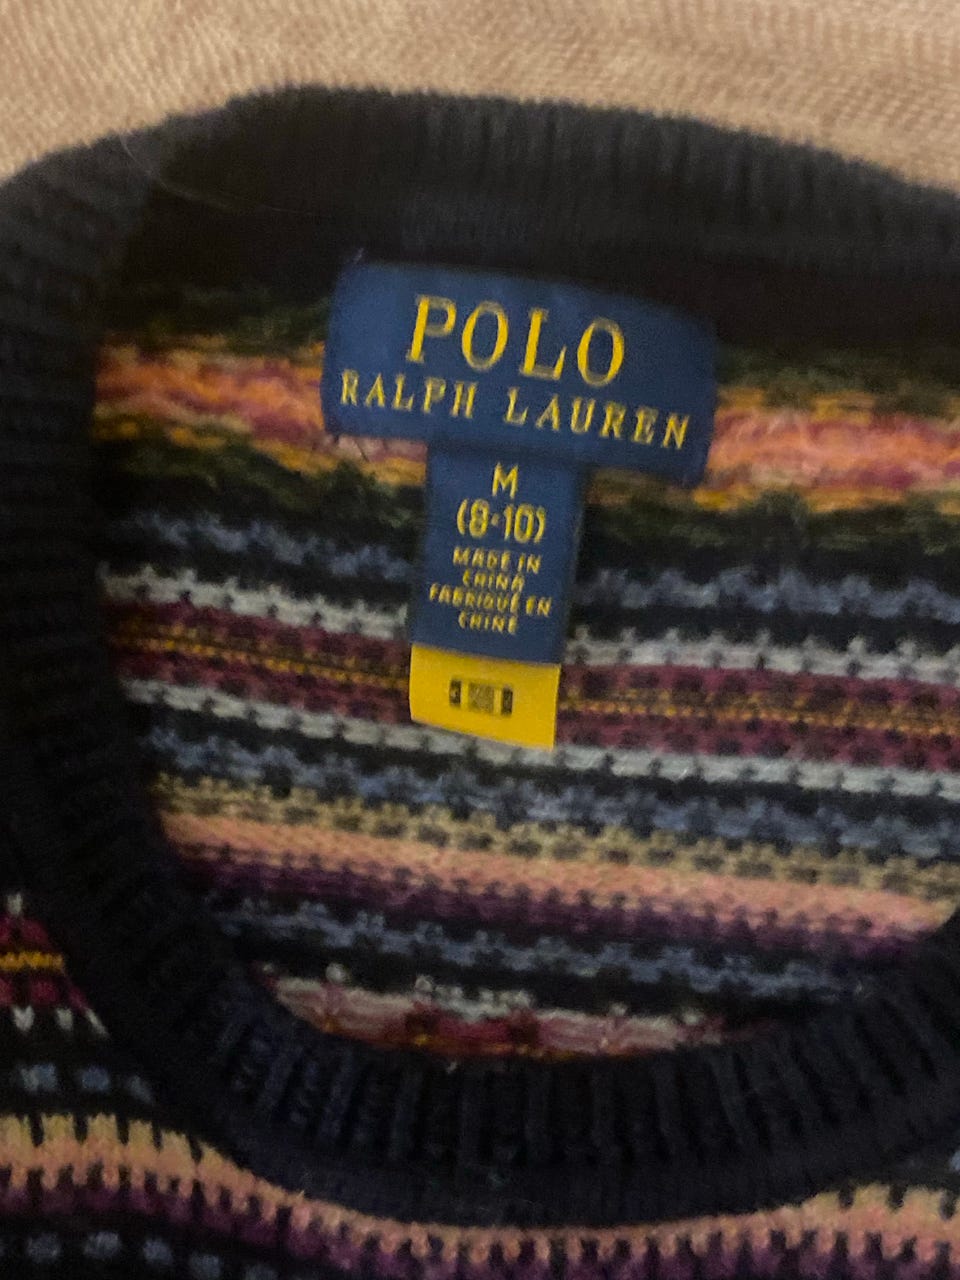 POLO
RALPH LAUREN
M
(8-10)
MADE IN
CHINA
FABRIQUÉ EN
CHINE